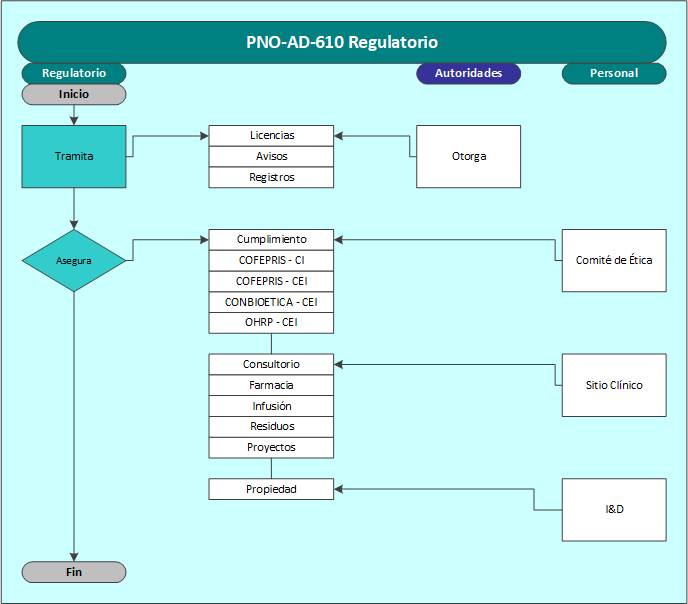 PNO-AD-610 Regulatorio
Regulatorio
Autoridades
Personal
Inicio
Tramita
Licencias
Avisos
Registros
Otorga
Asegura
Cumplimiento
COFEPRIS - CI
COFEPRIS - CEI
CONBIOETICA - CEI
OHRP - CEI
Comité de Ética
Consultorio
Farmacia
Infusión
Residuos
Proyectos
Sitio Clínico
Propiedad
I&D
Fin